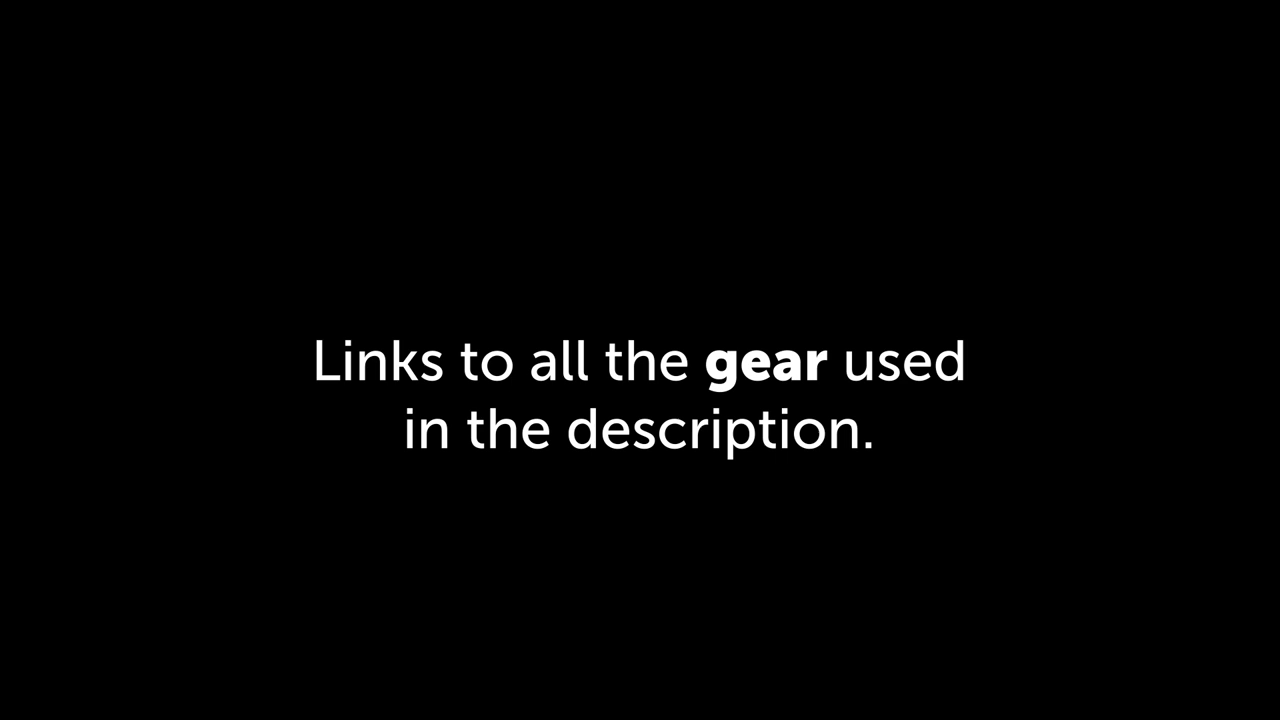 Links to all the gear used
in the description.